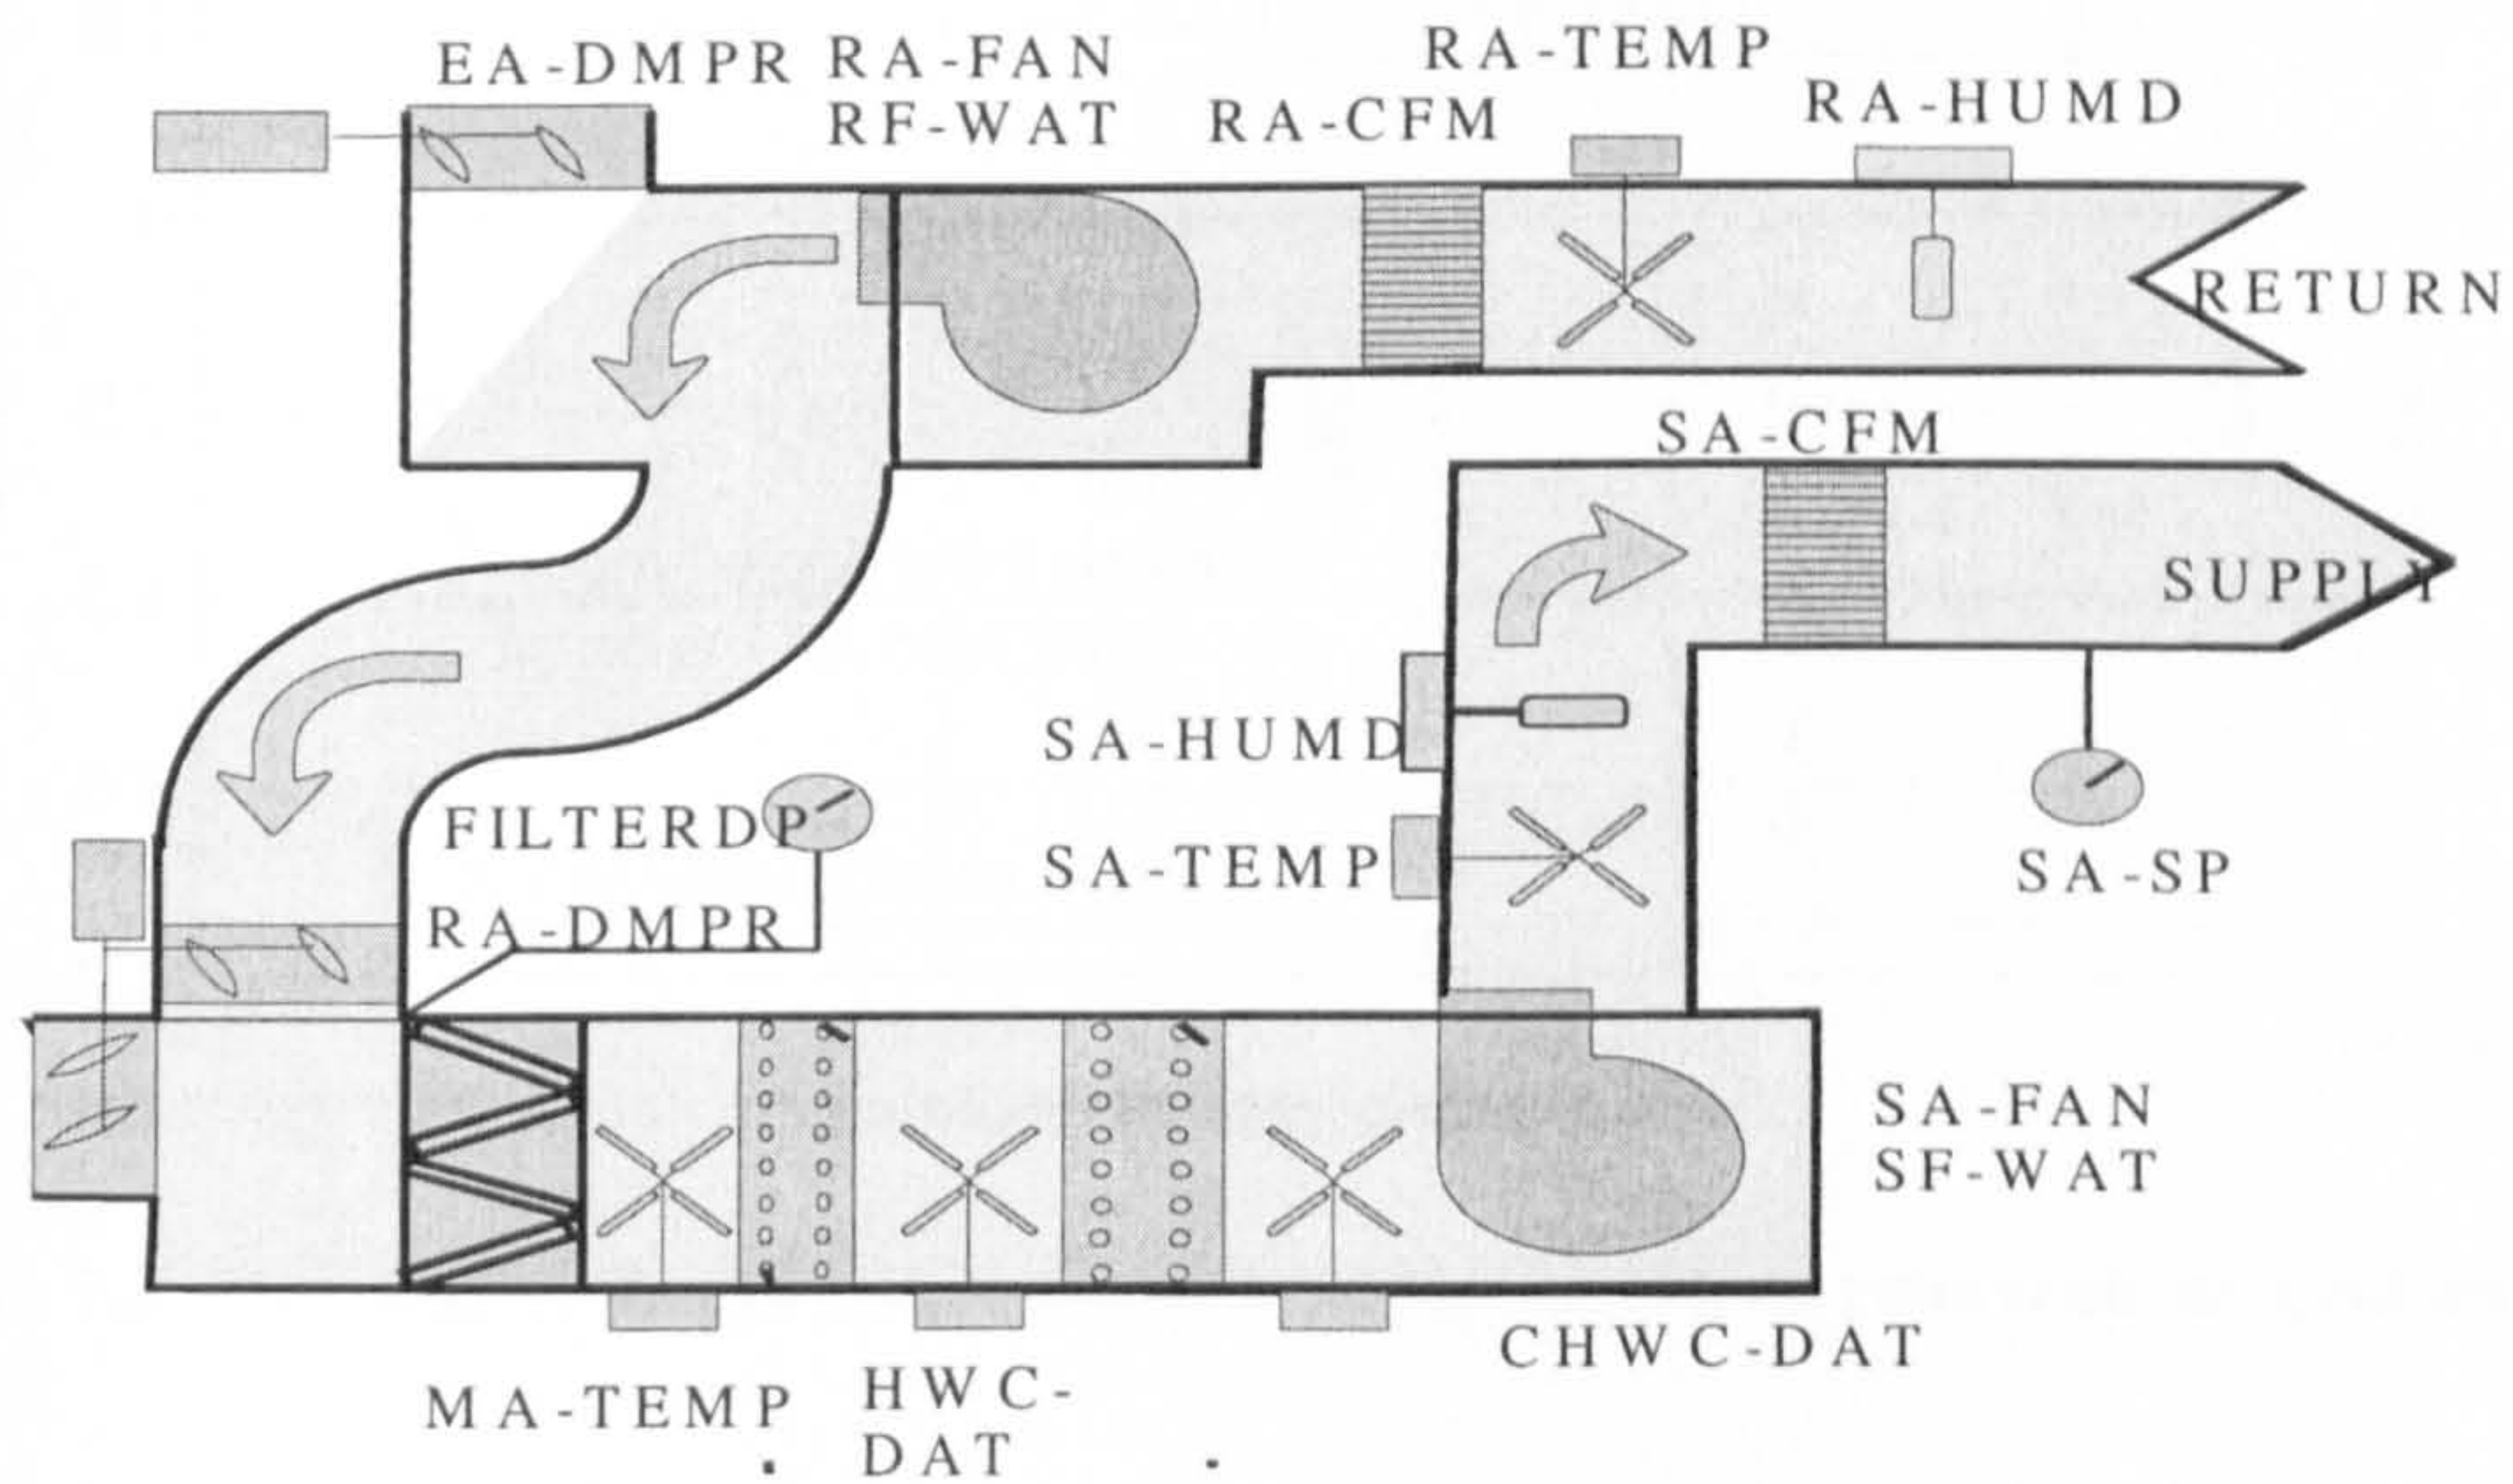 EA-DMPR
RA-FAN
RF-WAT
RA-CFM
RA-TEMP
RA-HUMD
RETURN
SA-CFM
SUPPLY
SA-HUMD
SA-TEMP
SA-SP
FILTERDP
RA-DMPR
SA-FAN
SF-WAT
CHWC-DAT
MA-TEMP
HWC-
DAT